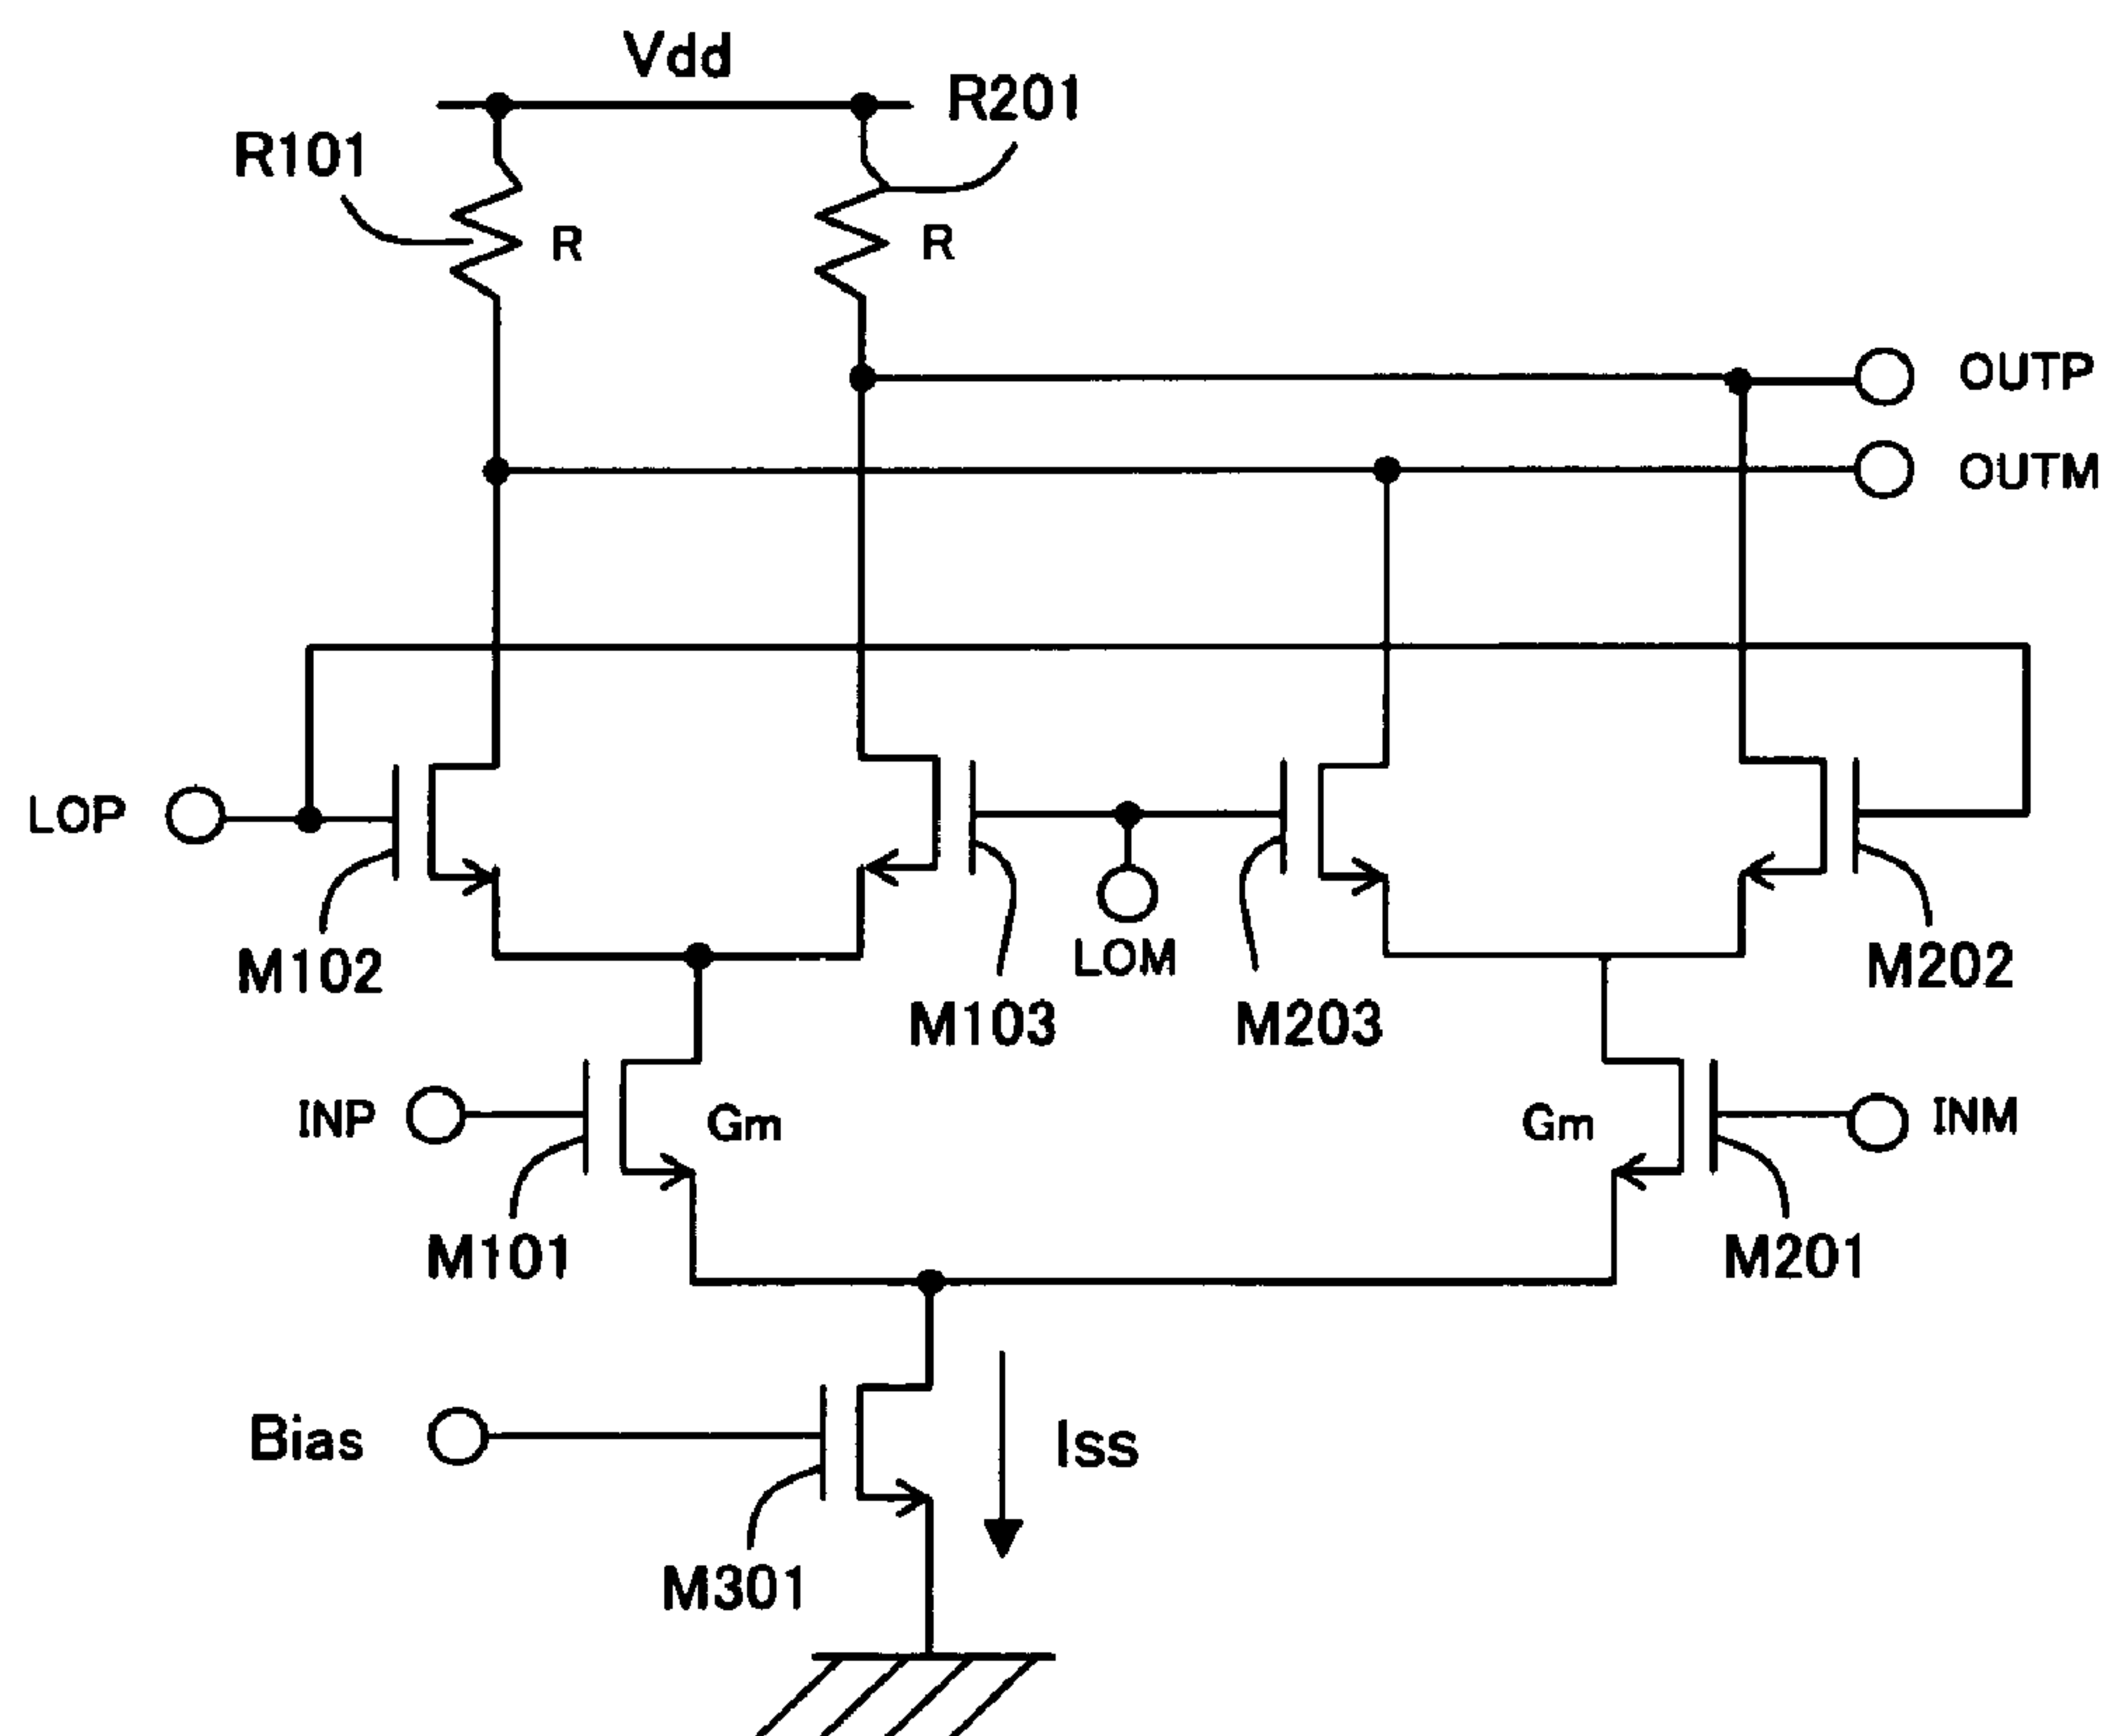 Vdd
R201
R101
R
R
OUTP
OUTM
LOP
LOM
M102
M202
M103
M203
INP
Gm
Gm
INM
M101
M201
Bias
Iss
M301